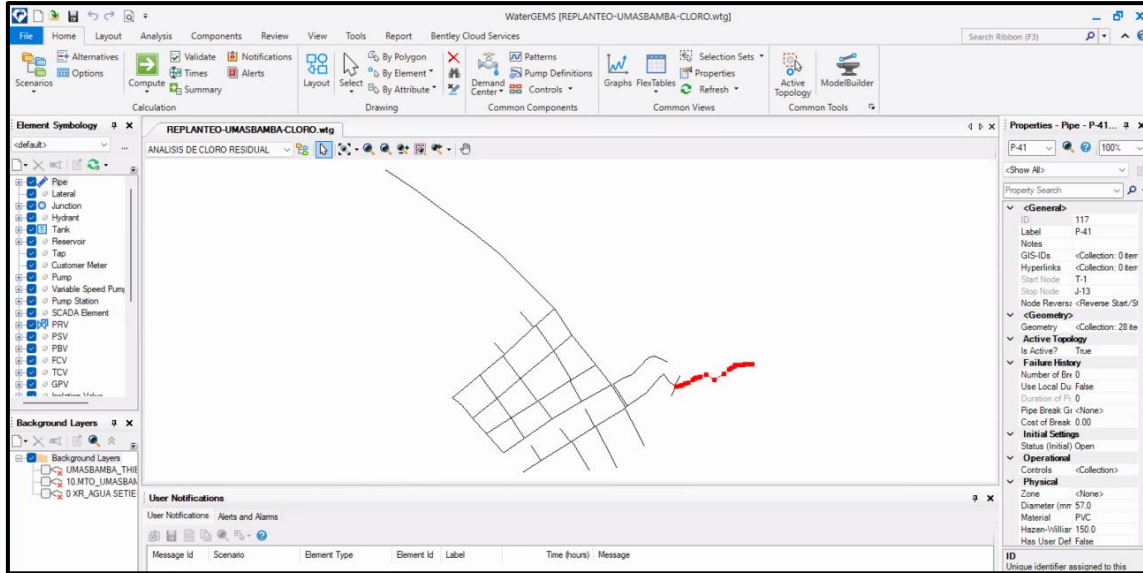 WaterGEMS [REPLANTEO-UMASBAMBA-CLORO.wtg]
File Home Layout Analysis Components Review View Tools Report Bentley Cloud Services Search Ribbon (F3)
Scenarios
Alternatives
Options
Compute
Validate
Times
Summary
Notifications
Alerts
Calculation
Layout
Select
By Polygon
By Element
By Attribute
Drawing
Demand Center
Patterns
Pump Definitions
Controls
Common Components
Graphs
FlexTables
Selection Sets
Properties
Refresh
Common Views
Active Topology
ModelBuilder
Common Tools
Element Symbology
<default>
Pipe
Lateral
Junction
Hydrant
Tank
Reservoir
Tap
Customer Meter
Pump
Variable Speed Pump
Pump Station
SCADA Element
PRV
PSV
PBV
FCV
TCV
GPV
Background Layers
Background Layers
UMASBAMBA_THIE
10.MTO_UMASBAM
0 XR_AGUA SETIE
REPLANTEO-UMASBAMBA-CLORO.wtg
ANALISIS DE CLORO RESIDUAL
User Notifications
User Notifications Alerts and Alarms
Message Id Scenario Element Type Element Id Label Time (hours) Message
Properties - Pipe - P-41...
P-41 100%
<Show All>
Property Search
<General>
ID 117
Label P-41
Notes
GIS-IDs <Collection: 0 item
Hyperlinks <Collection: 0 item
Start Node T-1
Stop Node J-13
Node Revers <Reverse Start/St
<Geometry>
Geometry <Collection: 28 ite
Active Topology
Is Active? True
Failure History
Number of Bre 0
Use Local Du False
Duration of Pi 0
Pipe Break Gr <None>
Cost of Break 0.00
Initial Settings
Status (Initial) Open
Operational
Controls <Collection>
Physical
Zone <None>
Diameter (mm 57.0
Material PVC
Hazen-Williar 150.0
Has User Def False
ID
Unique identifier assigned to this